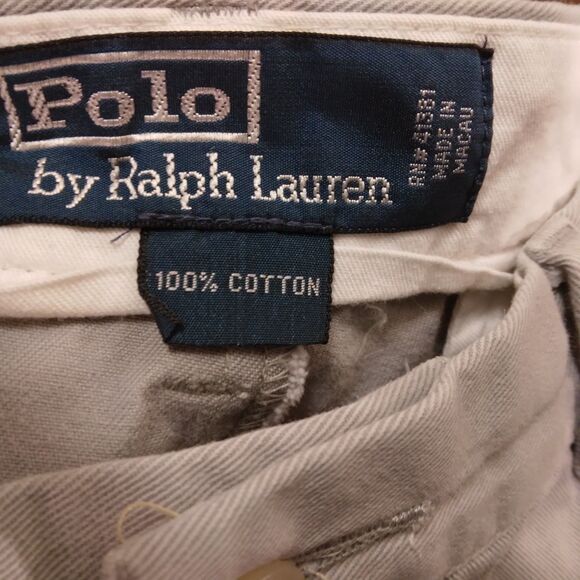 Polo
by Ralph Lauren
RN# 41381
MADE IN
MACAU
100% COTTON